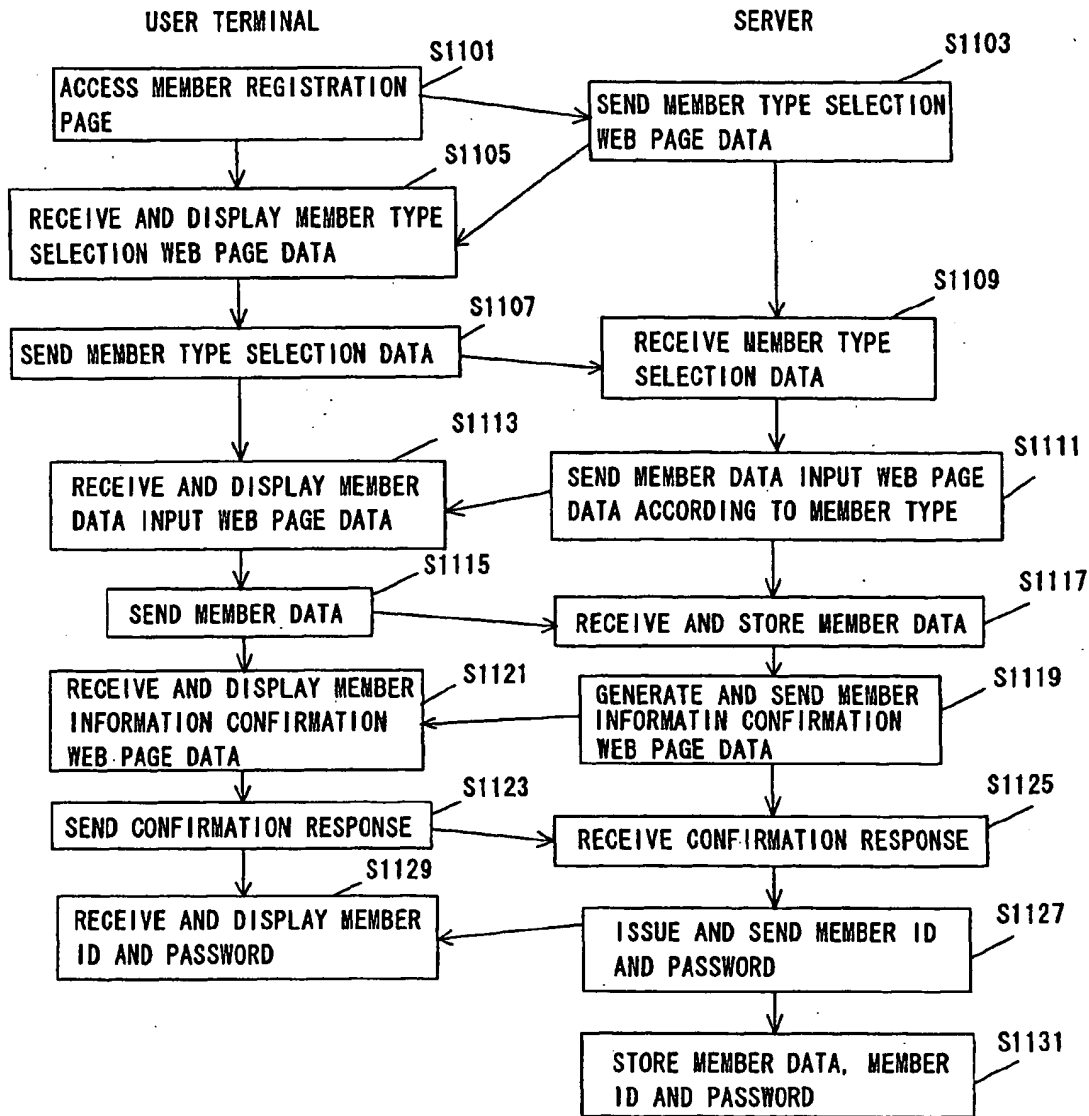 USER TERMINAL
SERVER
S1101
ACCESS MEMBER REGISTRATION
PAGE
S1103
SEND MEMBER TYPE SELECTION
WEB PAGE DATA
S1105
RECEIVE AND DISPLAY MEMBER TYPE
SELECTION WEB PAGE DATA
S1107
SEND MEMBER TYPE SELECTION DATA
S1109
RECEIVE MEMBER TYPE
SELECTION DATA
S1113
RECEIVE AND DISPLAY MEMBER
DATA INPUT WEB PAGE DATA
S1111
SEND MEMBER DATA INPUT WEB PAGE
DATA ACCORDING TO MEMBER TYPE
S1115
SEND MEMBER DATA
S1117
RECEIVE AND STORE MEMBER DATA
S1121
RECEIVE AND DISPLAY MEMBER
INFORMATION CONFIRMATION
WEB PAGE DATA
S1119
GENERATE AND SEND MEMBER
INFORMATIN CONFIRMATION
WEB PAGE DATA
S1123
SEND CONFIRMATION RESPONSE
S1125
RECEIVE CONFIRMATION RESPONSE
S1129
RECEIVE AND DISPLAY MEMBER
ID AND PASSWORD
S1127
ISSUE AND SEND MEMBER ID
AND PASSWORD
S1131
STORE MEMBER DATA, MEMBER
ID AND PASSWORD